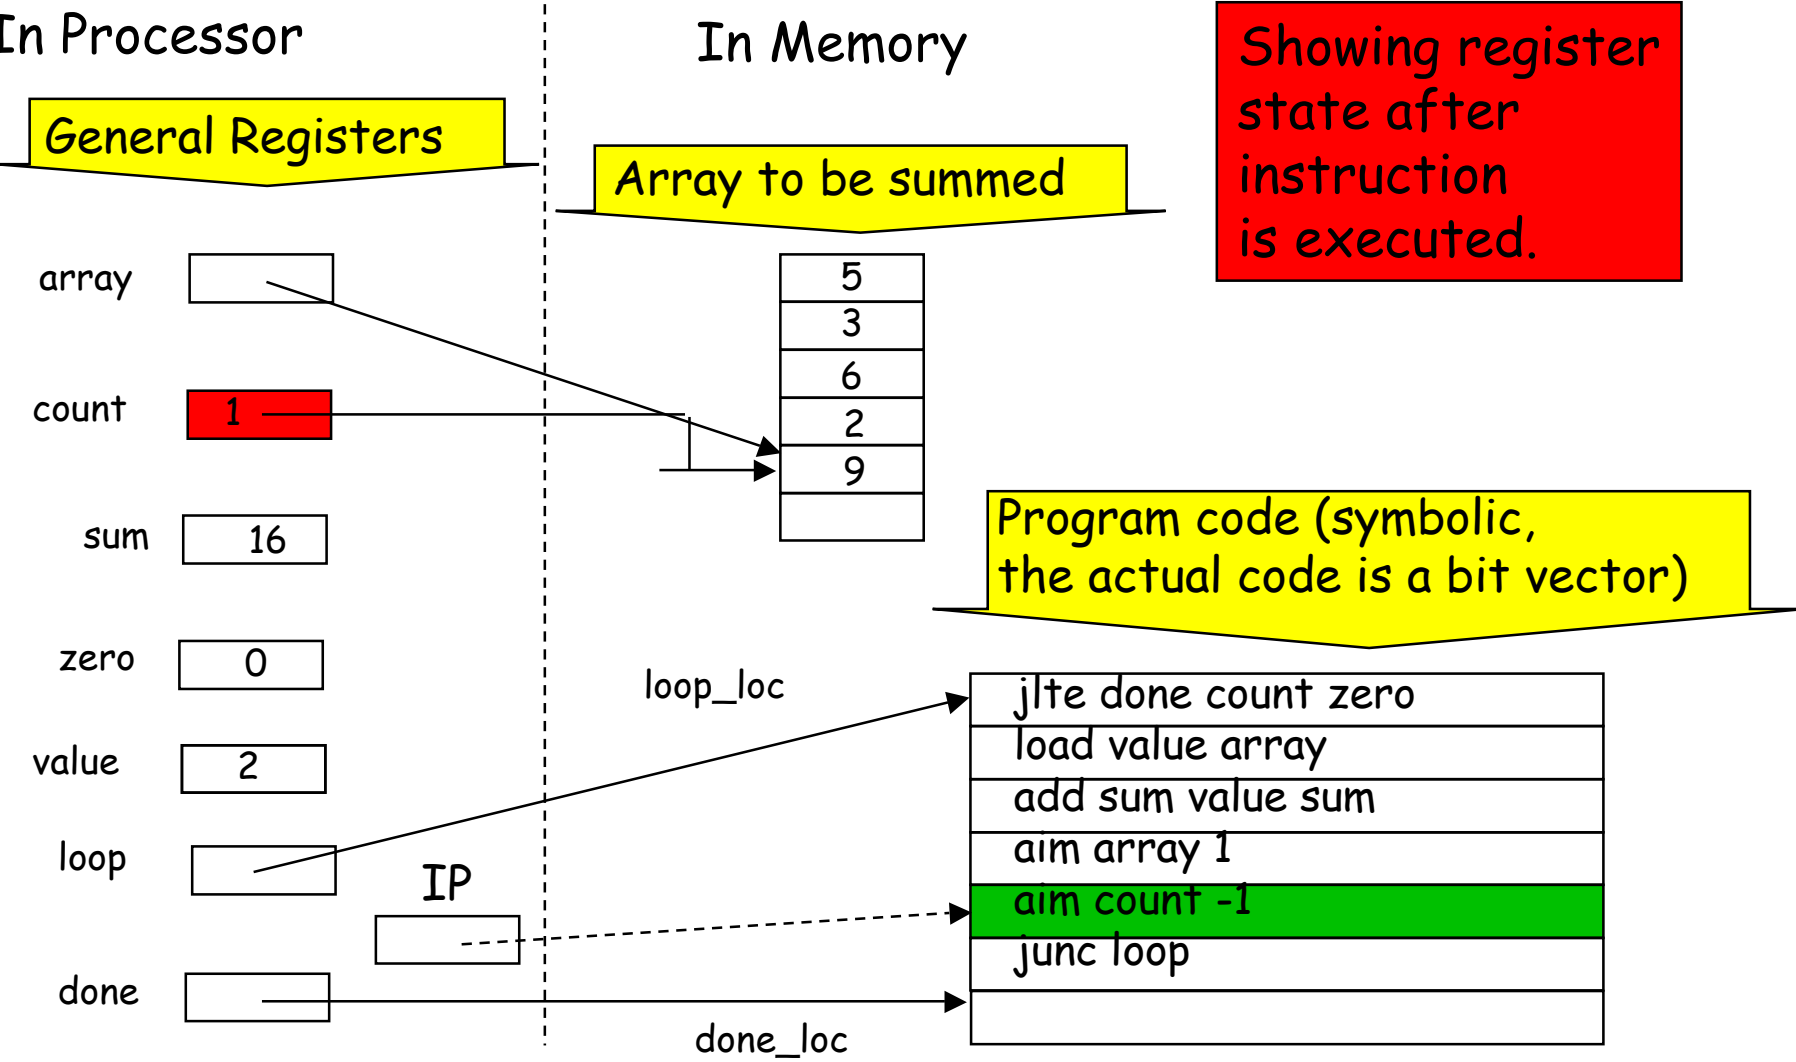 In Processor
In Memory
Showing register
state after
instruction
is executed.
General Registers
Array to be summed
array
count
1
sum
16
zero
0
value
2
loop
IP
done
5
3
6
2
9
Program code (symbolic,
the actual code is a bit vector)
loop_loc
done_loc
jlte done count zero
load value array
add sum value sum
aim array 1
aim count -1
junc loop